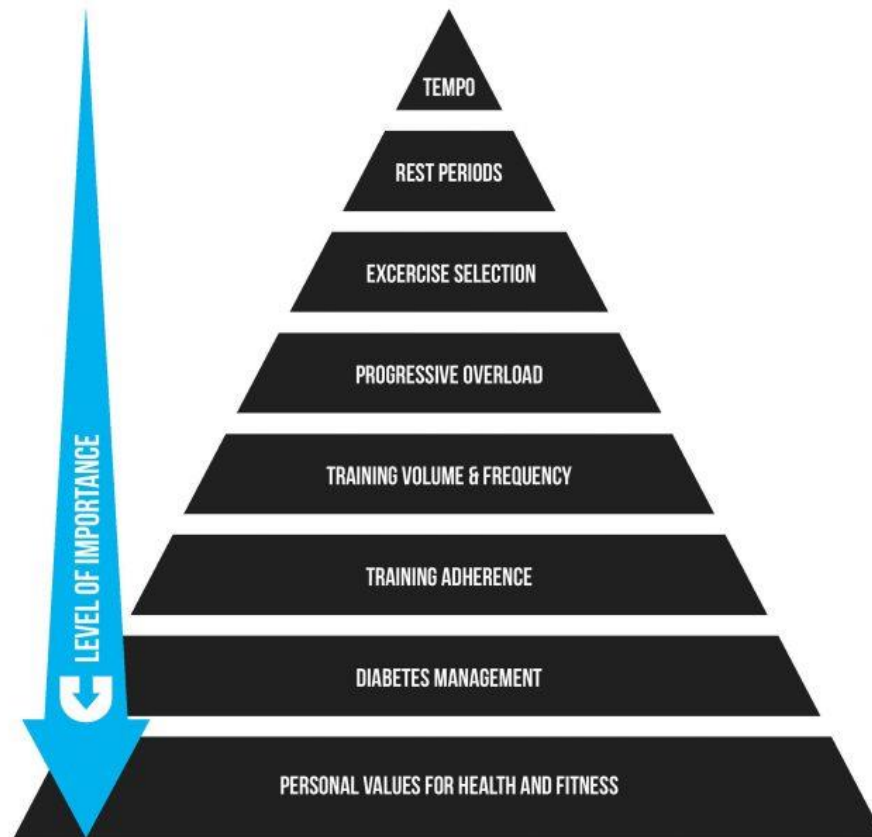 TEMPO
REST PERIODS
EXCERCISE SELECTION
PROGRESSIVE OVERLOAD
TRAINING VOLUME & FREQUENCY
TRAINING ADHERENCE
DIABETES MANAGEMENT
PERSONAL VALUES FOR HEALTH AND FITNESS
LEVEL OF IMPORTANCE